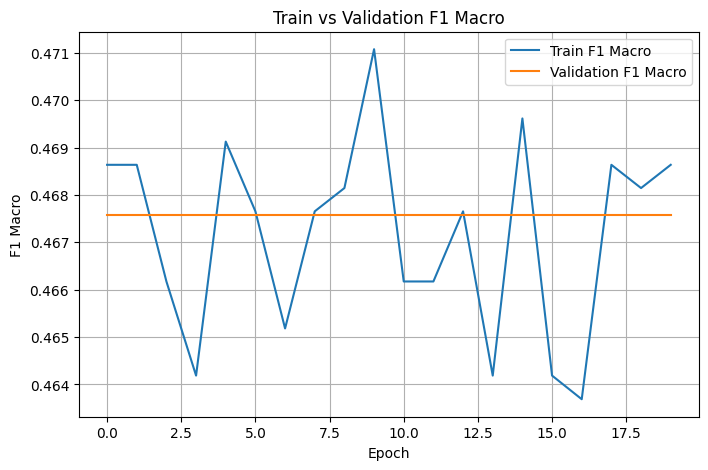 Train vs Validation F1 Macro
Train F1 Macro
Validation F1 Macro
F1 Macro
0.471
0.470
0.469
0.468
0.467
0.466
0.465
0.464
0.0 2.5 5.0 7.5 10.0 12.5 15.0 17.5
Epoch